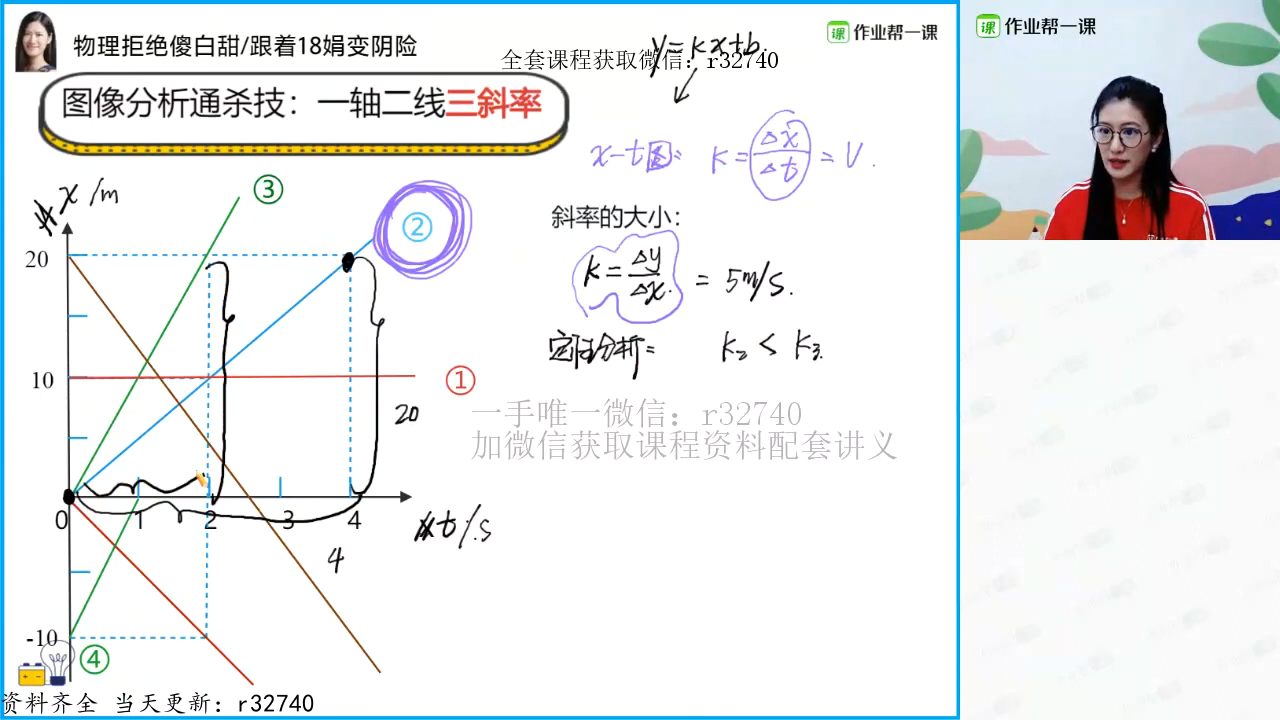 物理拒绝傻白甜/跟着18娟变阴险
作业帮一课
作业帮一课
y=kx+b.
全套课程获取微信：r32740
图像分析通杀技：一轴二线三斜率
x-t图： k=Δx/Δt=V.
斜率的大小：
k=Δy/Δx.=5m/s.
定性分析： k₂<k₃.
x/m
③
②
20
10
①
20
一手唯一微信：r32740
加微信获取课程资料配套讲义
0 1 2 3 4
t/s
4
-10
④
资料齐全 当天更新：r32740